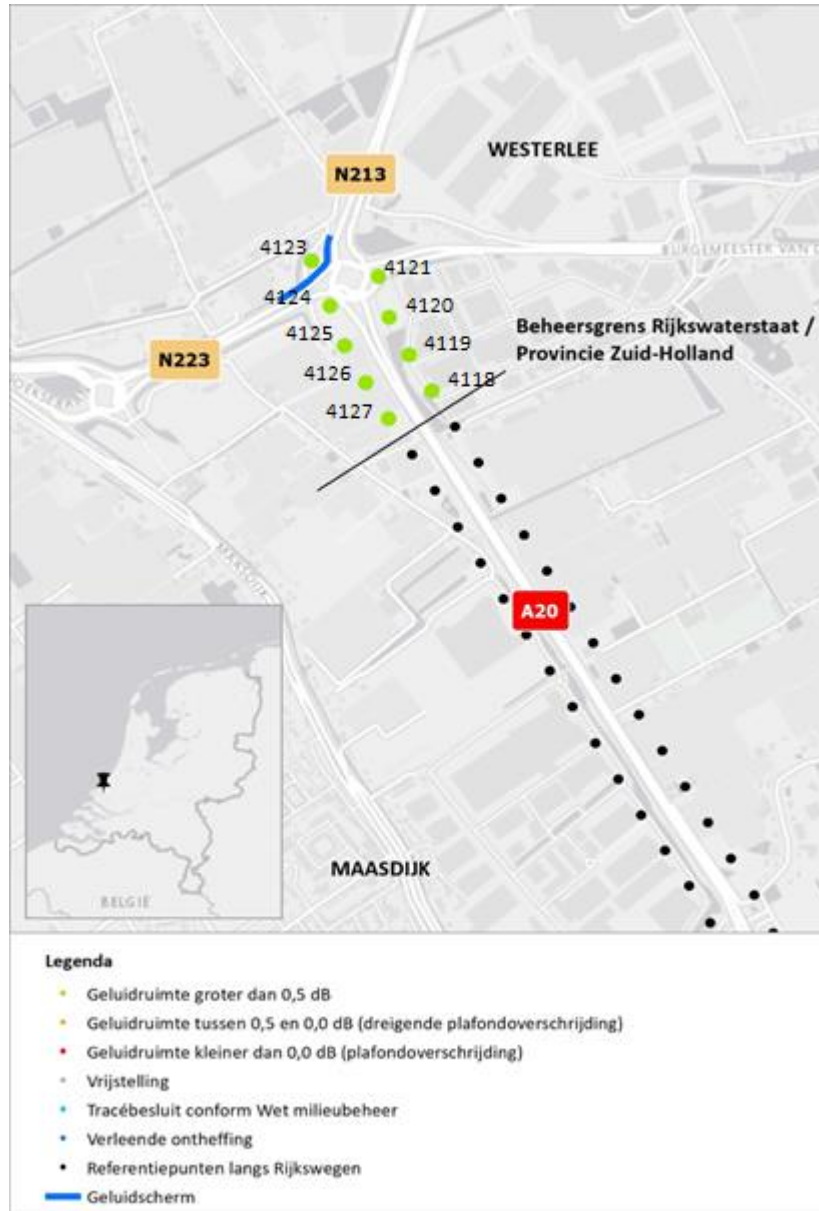 WESTERLEE
N213
4123
4121
BURGEMEESTER VAN
4124
4120
4125
Beheersgrens Rijkswaterstaat /
Provincie Zuid-Holland
4119
N223
4126
4118
4127
MAASDIJK
A20
MAASDIJK
BELGIË
Legenda
Geluidruimte groter dan 0,5 dB
Geluidruimte tussen 0,5 en 0,0 dB (dreigende plafondoverschrijding)
Geluidruimte kleiner dan 0,0 dB (plafondoverschrijding)
Vrijstelling
Tracébesluit conform Wet milieubeheer
Verleende ontheffing
Referentiepunten langs Rijkswegen
Geluidscherm